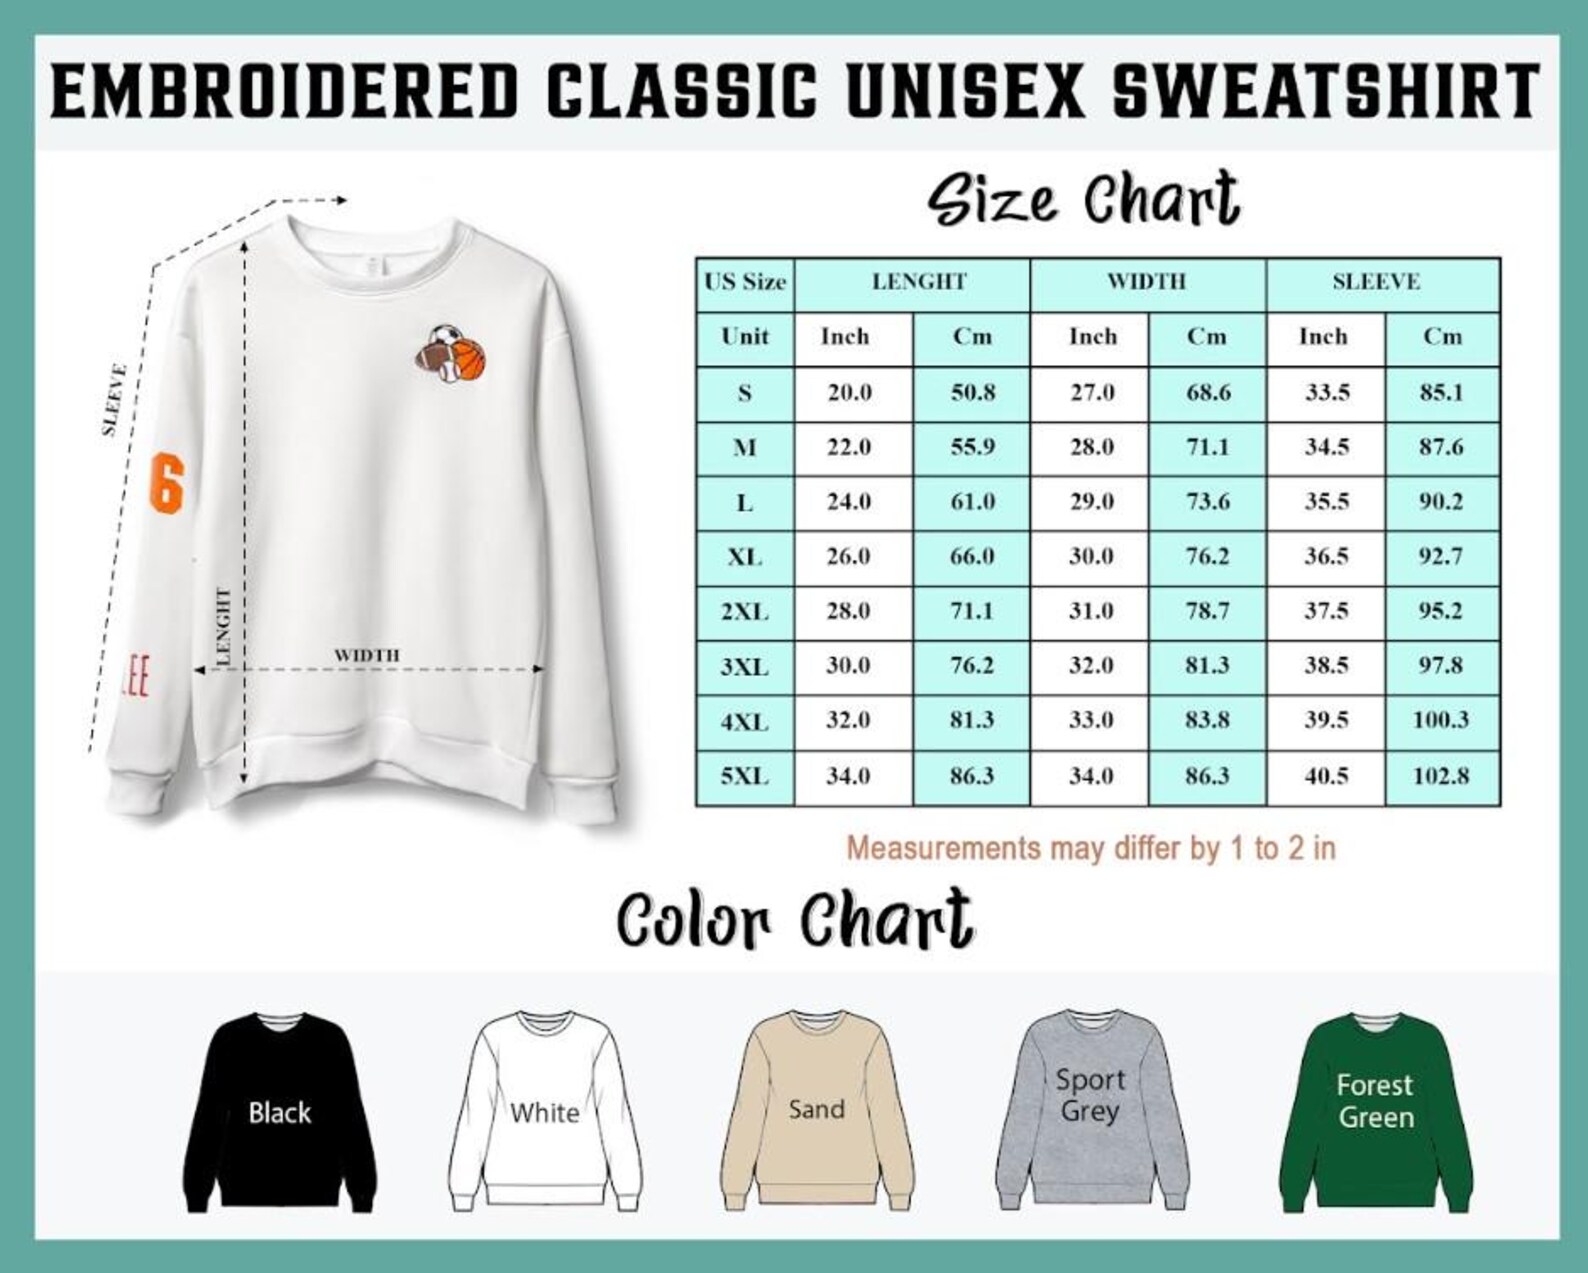 EMBROIDERED CLASSIC UNISEX SWEATSHIRT
Size Chart
SLEEVE
6
LENGHT
WIDTH
LEE
US Size LENGHT WIDTH SLEEVE
Unit Inch Cm Inch Cm Inch Cm
S 20.0 50.8 27.0 68.6 33.5 85.1
M 22.0 55.9 28.0 71.1 34.5 87.6
L 24.0 61.0 29.0 73.6 35.5 90.2
XL 26.0 66.0 30.0 76.2 36.5 92.7
2XL 28.0 71.1 31.0 78.7 37.5 95.2
3XL 30.0 76.2 32.0 81.3 38.5 97.8
4XL 32.0 81.3 33.0 83.8 39.5 100.3
5XL 34.0 86.3 34.0 86.3 40.5 102.8
Measurements may differ by 1 to 2 in
Color Chart
Black
White
Sand
Sport
Grey
Forest
Green